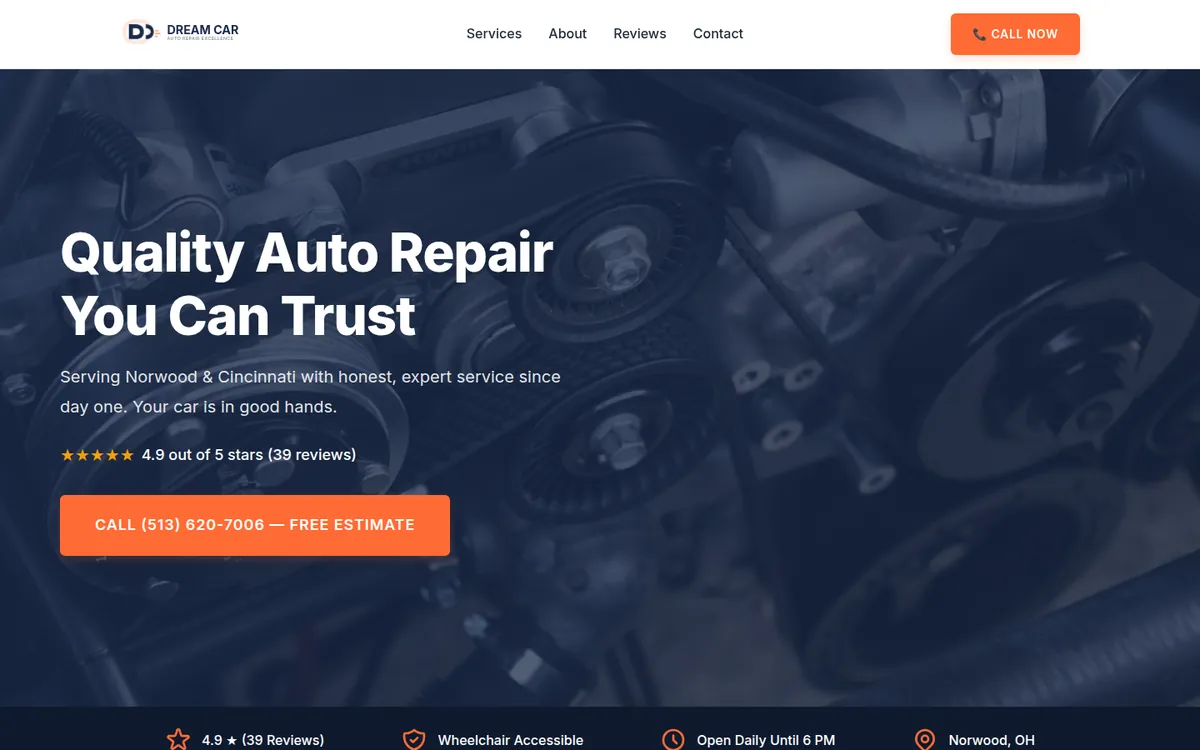 DREAM CAR
AUTO REPAIR EXCELLENCE
Services
About
Reviews
Contact
📞 CALL NOW
Quality Auto Repair
You Can Trust
Serving Norwood & Cincinnati with honest, expert service since
day one. Your car is in good hands.
★★★★★ 4.9 out of 5 stars (39 reviews)
CALL (513) 620-7006 — FREE ESTIMATE
4.9 ★ (39 Reviews)
Wheelchair Accessible
Open Daily Until 6 PM
Norwood, OH